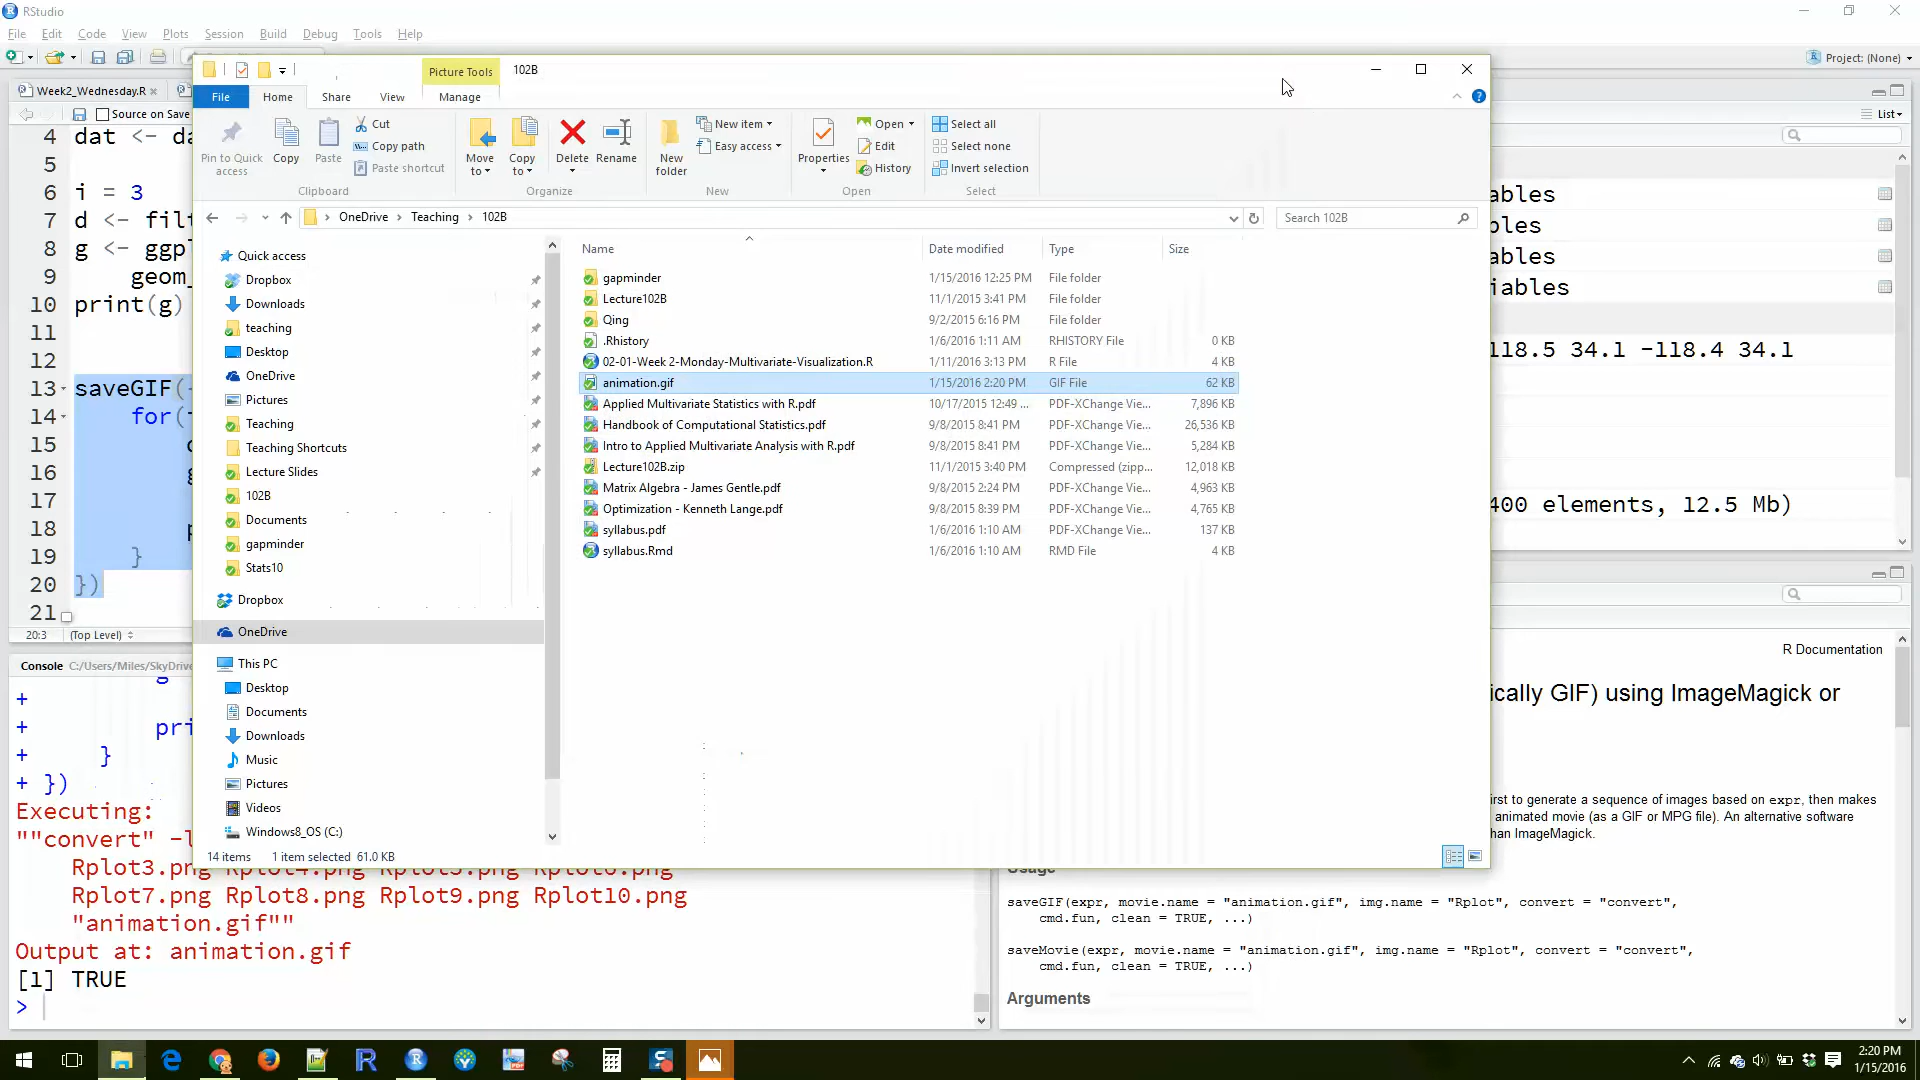 RStudio
File Edit Code View Plots Session Build Debug Tools Help
Project: (None)
Week2_Wednesday.R
Source on Save
List
4 dat <- da
5
6 i = 3
7 d <- filt
8 g <- ggp
9 geom_
10 print(g)
11
12
13 saveGIF({
14 for(
15
16
17
18
19 }
20 })
21
20:3 (Top Level)
Picture Tools 102B
File Home Share View Manage
Pin to Quick access
Copy
Paste
Cut
Copy path
Paste shortcut
Clipboard
Move to
Copy to
Delete
Rename
Organize
New folder
New item
Easy access
New
Properties
Open
Edit
History
Open
Select all
Select none
Invert selection
Select
OneDrive > Teaching > 102B
Search 102B
Quick access
Dropbox
Downloads
teaching
Desktop
OneDrive
Pictures
Teaching
Teaching Shortcuts
Lecture Slides
102B
Documents
gapminder
Stats10
Dropbox
OneDrive
This PC
Desktop
Documents
Downloads
Music
Pictures
Videos
Windows8_OS (C:)
Name Date modified Type Size
gapminder 1/15/2016 12:25 PM File folder
Lecture102B 11/1/2015 3:41 PM File folder
Qing 9/2/2015 6:16 PM File folder
.Rhistory 1/6/2016 1:11 AM RHISTORY File 0 KB
02-01-Week 2-Monday-Multivariate-Visualization.R 1/11/2016 3:13 PM R File 4 KB
animation.gif 1/15/2016 2:20 PM GIF File 62 KB
Applied Multivariate Statistics with R.pdf 10/17/2015 12:49 ... PDF-XChange Vie... 7,896 KB
Handbook of Computational Statistics.pdf 9/8/2015 8:41 PM PDF-XChange Vie... 26,536 KB
Intro to Applied Multivariate Analysis with R.pdf 9/8/2015 8:41 PM PDF-XChange Vie... 5,284 KB
Lecture102B.zip 11/1/2015 3:40 PM Compressed (zipp... 12,018 KB
Matrix Algebra - James Gentle.pdf 9/8/2015 2:24 PM PDF-XChange Vie... 4,963 KB
Optimization - Kenneth Lange.pdf 9/8/2015 8:39 PM PDF-XChange Vie... 4,765 KB
syllabus.pdf 1/6/2016 1:10 AM PDF-XChange Vie... 137 KB
syllabus.Rmd 1/6/2016 1:10 AM RMD File 4 KB
14 items 1 item selected 61.0 KB
ables
bles
ables
iables
118.5 34.1 -118.4 34.1
400 elements, 12.5 Mb)
Console C:/Users/Miles/SkyDrive
+
+ pri
+ }
+ })
Executing:
""convert" -l
Rplot3.png Rplot4.png Rplot5.png Rplot6.png
Rplot7.png Rplot8.png Rplot9.png Rplot10.png
"animation.gif""
Output at: animation.gif
[1] TRUE
>
R Documentation
ically GIF) using ImageMagick or
irst to generate a sequence of images based on expr, then makes
animated movie (as a GIF or MPG file). An alternative software
han ImageMagick.
Usage
saveGIF(expr, movie.name = "animation.gif", img.name = "Rplot", convert = "convert",
cmd.fun, clean = TRUE, ...)
saveMovie(expr, movie.name = "animation.gif", img.name = "Rplot", convert = "convert",
cmd.fun, clean = TRUE, ...)
Arguments
2:20 PM
1/15/2016